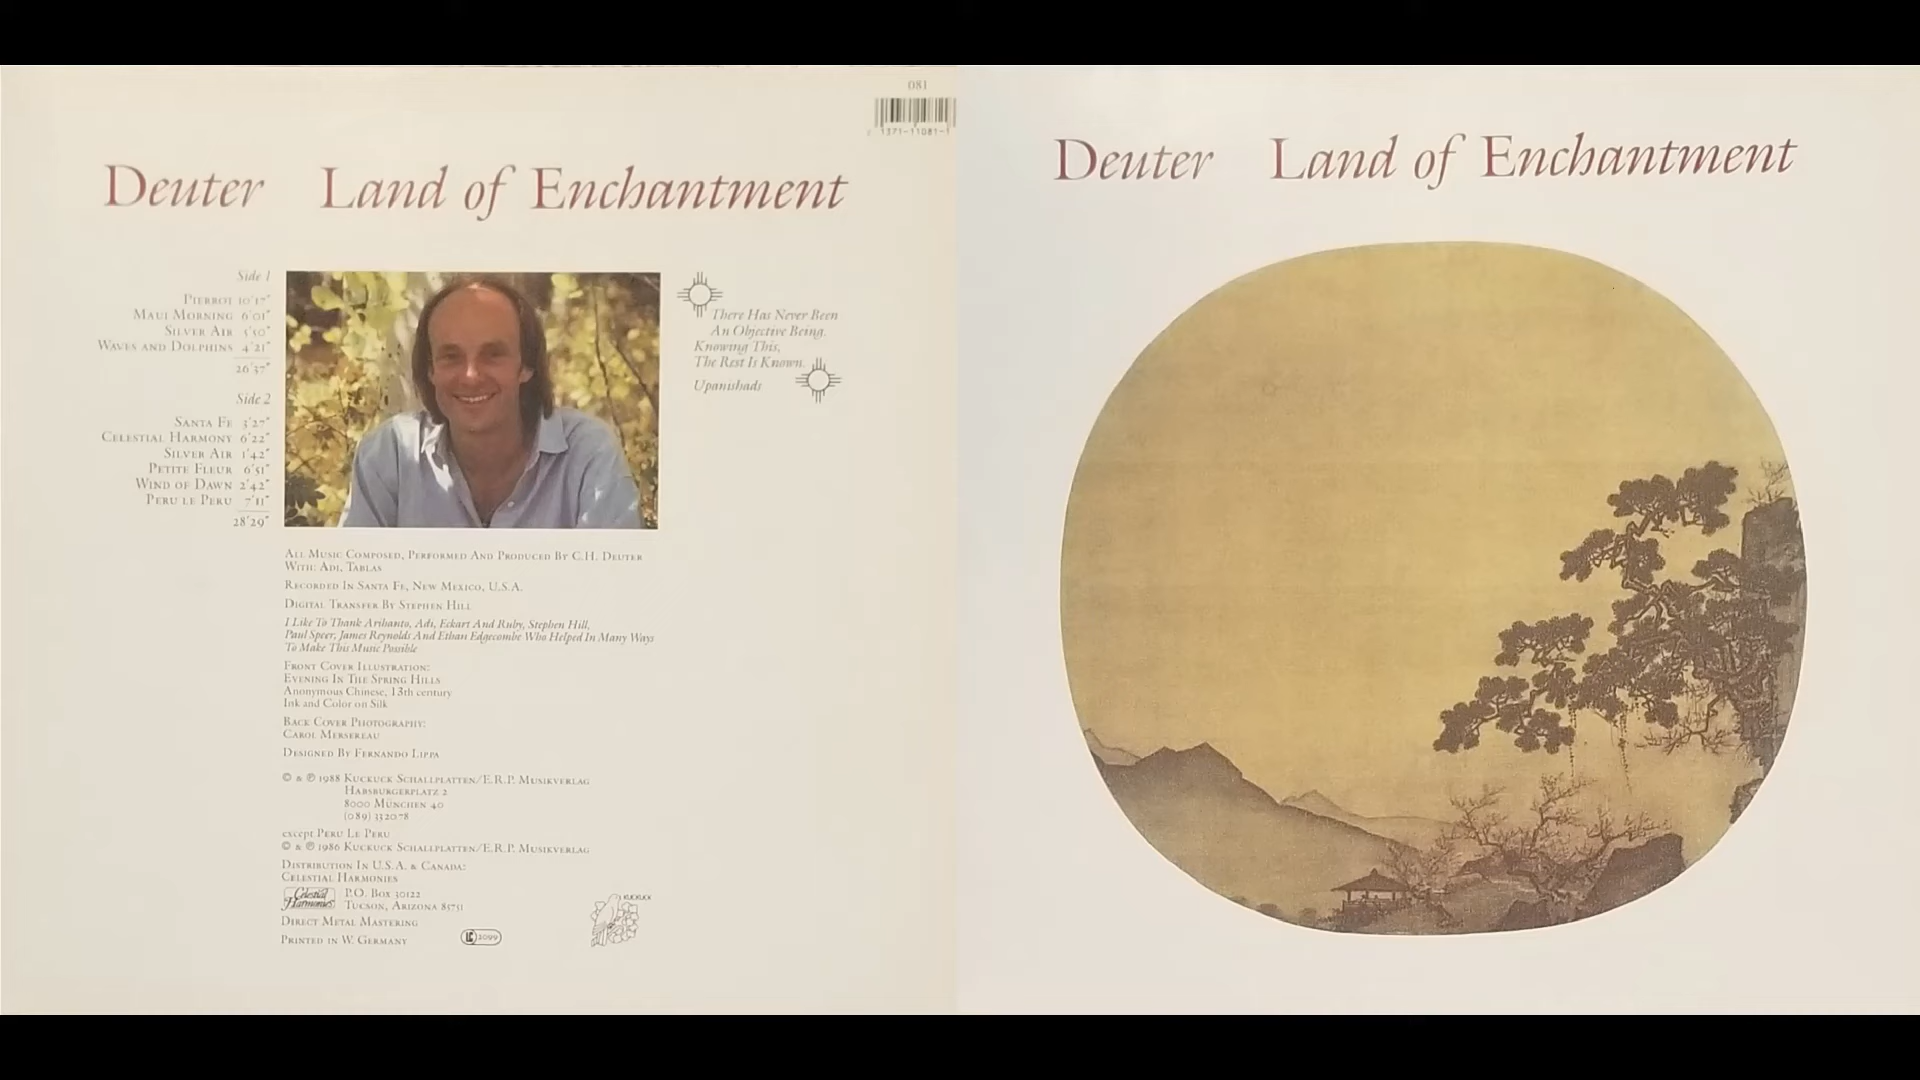 081
1371-11081-1
Deuter Land of Enchantment
Side 1
Pierrot 10'17"
Maui Morning 6'01"
Silver Air 5'50"
Waves and Dolphins 4'21"
26'37"
Side 2
Santa Fe 3'27"
Celestial Harmony 6'22"
Silver Air 1'42"
Petite Fleur 6'51"
Wind of Dawn 2'42"
Peru le Peru 7'11"
28'29"
There Has Never Been
An Objective Being.
Knowing This,
The Rest Is Known.
Upanishads
All Music Composed, Performed And Produced By C.H. Deuter
With: Adi, Tablas
Recorded In Santa Fe, New Mexico, U.S.A.
Digital Transfer By Stephen Hill
I Like To Thank Arihanto, Adi, Eckart And Ruby, Stephen Hill,
Paul Speer, James Reynolds And Ethan Edgecombe Who Helped In Many Ways
To Make This Music Possible
Front Cover Illustration:
Evening In The Spring Hills
Anonymous Chinese, 13th century
Ink and Color on Silk
Back Cover Photography:
Carol Mersereau
Designed By Fernando Lippa
© & ℗ 1988 Kuckuck Schallplatten/E.R.P. Musikverlag
Habsburgerplatz 2
8000 München 40
(089) 332078
except Peru Le Peru
© & ℗ 1986 Kuckuck Schallplatten/E.R.P. Musikverlag
Distribution In U.S.A. & Canada:
Celestial Harmonies
Celestial Harmonies
P.O. Box 30122
Tucson, Arizona 85751
Direct Metal Mastering
Printed in W. Germany
LC 2099
KUCKUCK
Deuter Land of Enchantment